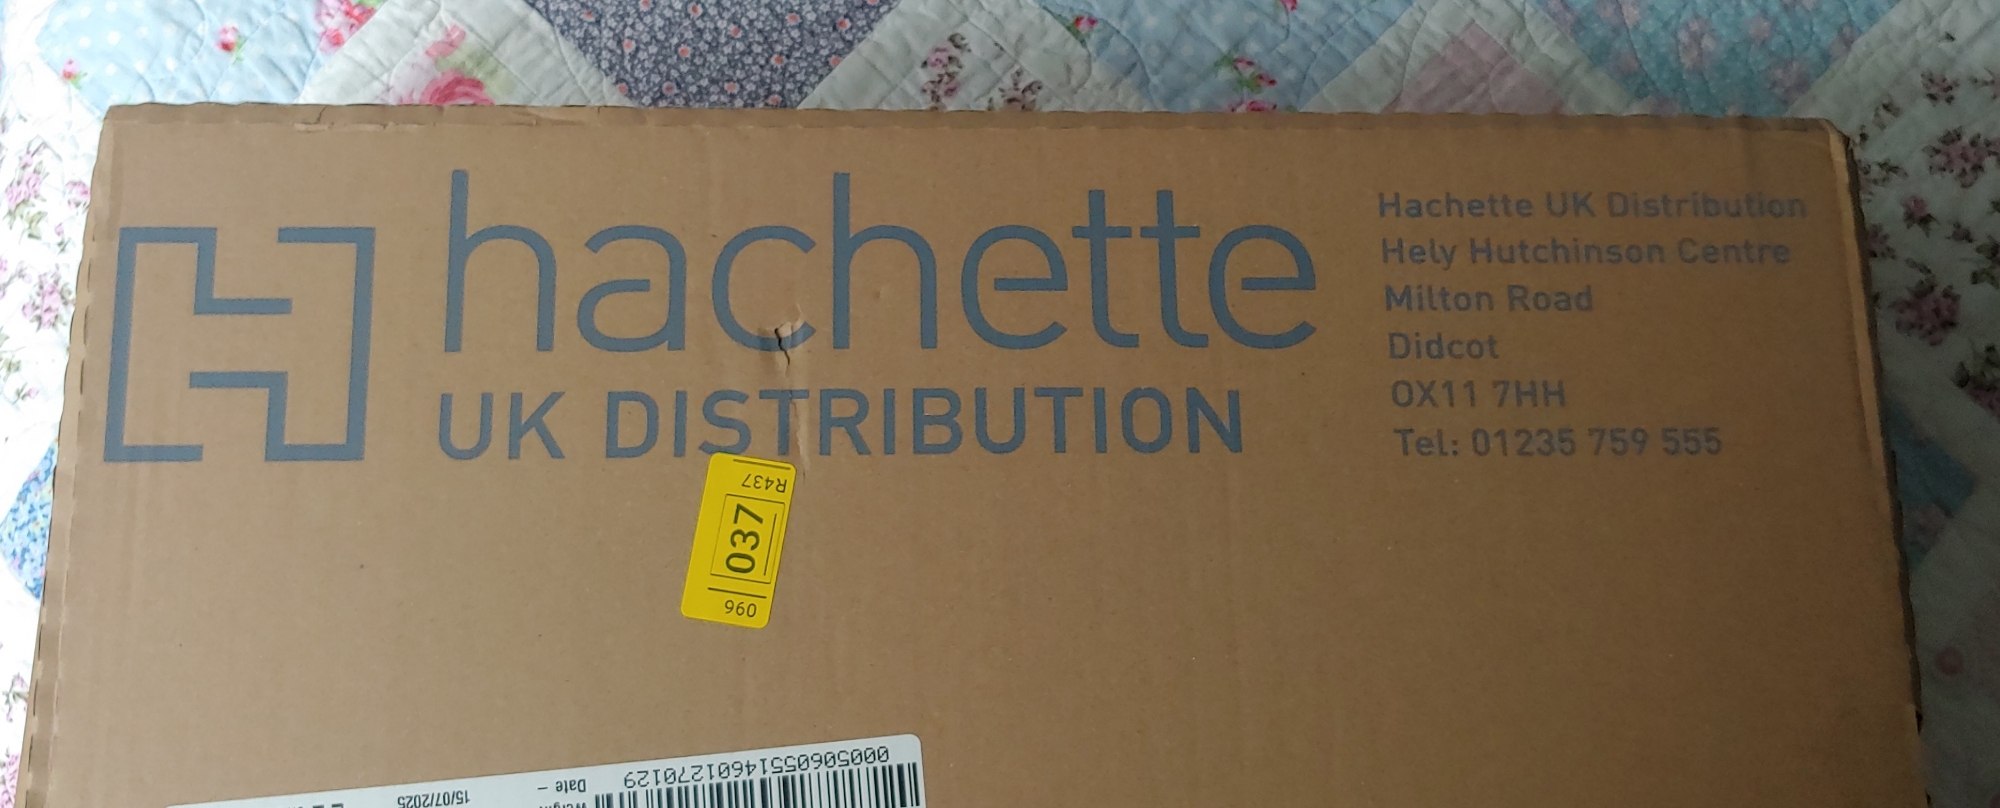 hachette
UK DISTRIBUTION
Hachette UK Distribution
Hely Hutchinson Centre
Milton Road
Didcot
OX11 7HH
Tel: 01235 759 555
R437
037
096
00050605514601270129
Date –
15/07/2025